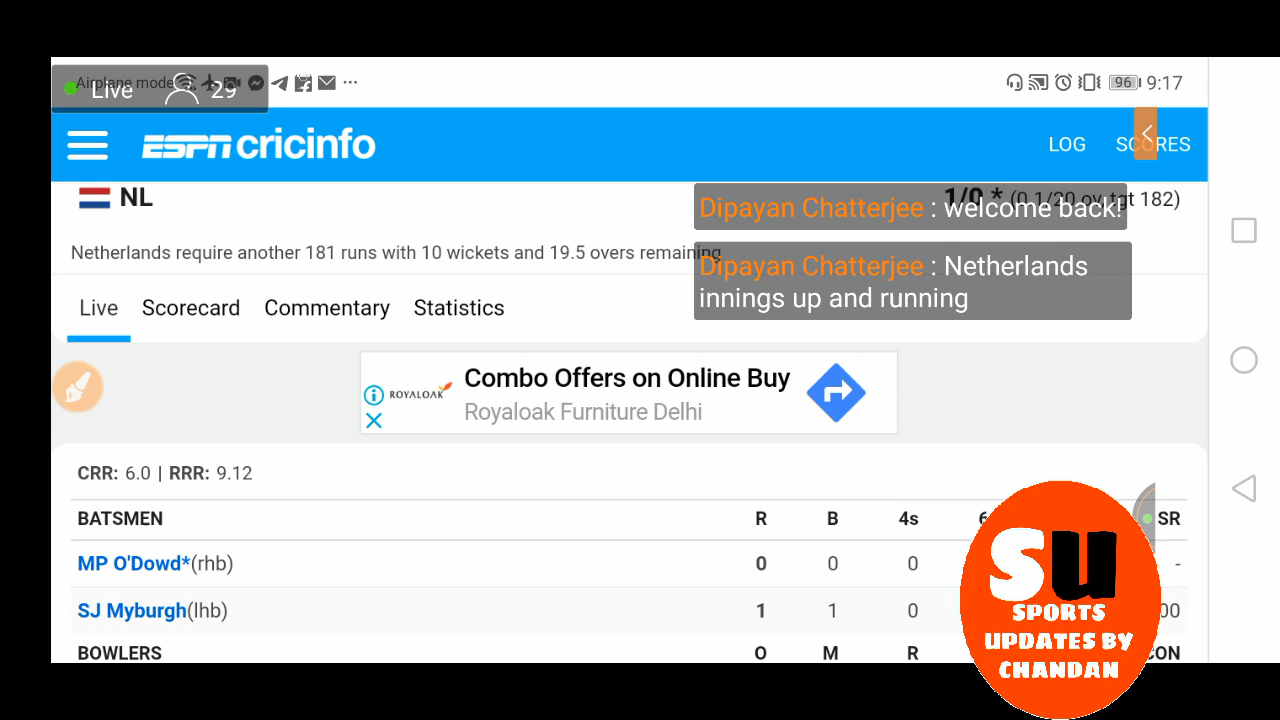 Airplane mode
Live 29
96 9:17
ESPN cricinfo
LOG SCORES
NL
1/0 * (0.1/20 ov, tgt 182)
Dipayan Chatterjee : welcome back!
Netherlands require another 181 runs with 10 wickets and 19.5 overs remaining
Dipayan Chatterjee : Netherlands
innings up and running
Live Scorecard Commentary Statistics
ROYALOAK
Combo Offers on Online Buy
Royaloak Furniture Delhi
CRR: 6.0 | RRR: 9.12
BATSMEN R B 4s SR
MP O'Dowd*(rhb) 0 0 0 -
SJ Myburgh(lhb) 1 1 0
BOWLERS O M R
SU
SPORTS
UPDATES BY
CHANDAN